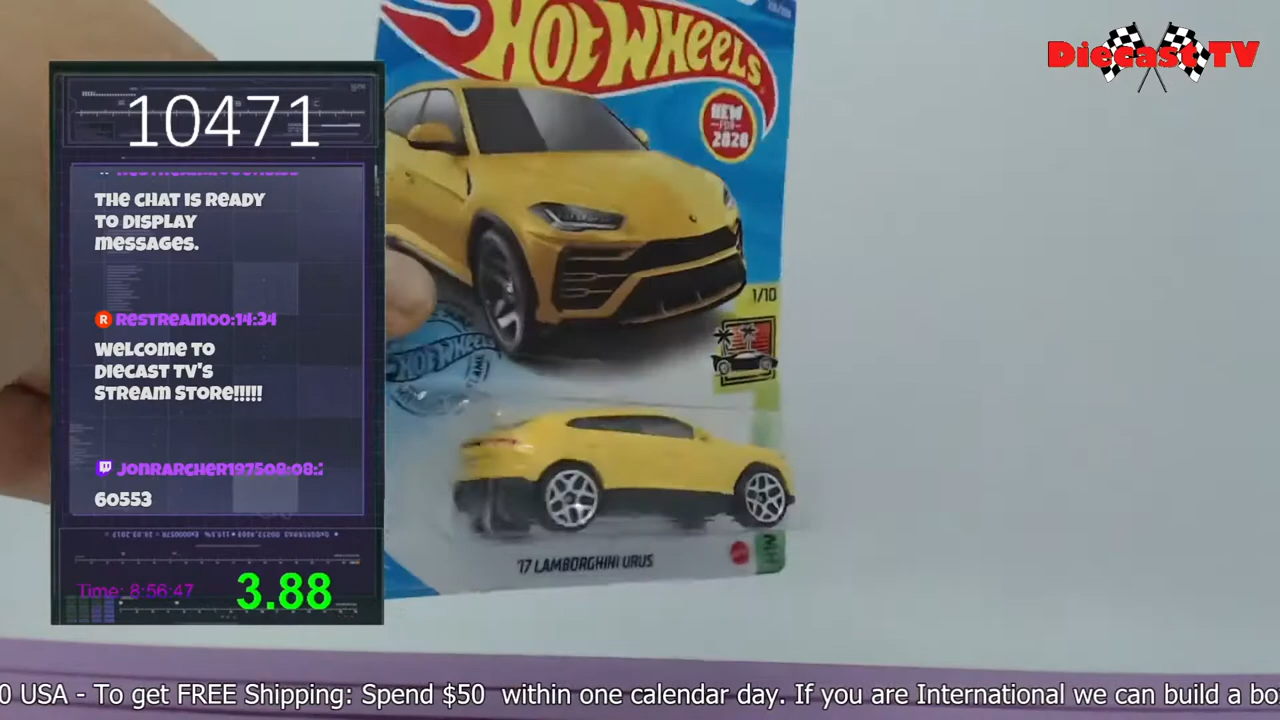 HOT WHEELS
Diecast TV
NEW
FOR
2020
10471
THE CHAT IS READY
TO DISPLAY
MESSAGES.
RESTREAM00:14:34
WELCOME TO
DIECAST TV'S
STREAM STORE!!!!!
JONRARCHER197508:08:
60553
1/10
HOT WHEELS
'17 LAMBORGHINI URUS
Time: 8:56:47
3.88
0 USA - To get FREE Shipping: Spend $50 within one calendar day. If you are International we can build a bo